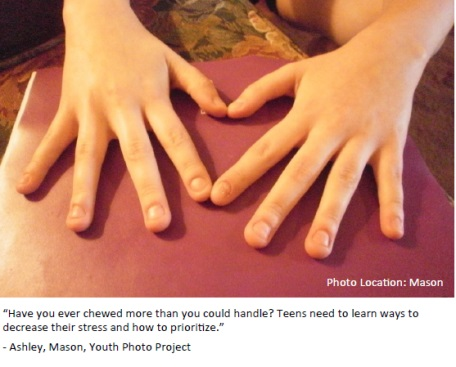 Photo Location: Mason
“Have you ever chewed more than you could handle? Teens need to learn ways to
decrease their stress and how to prioritize.”
- Ashley, Mason, Youth Photo Project